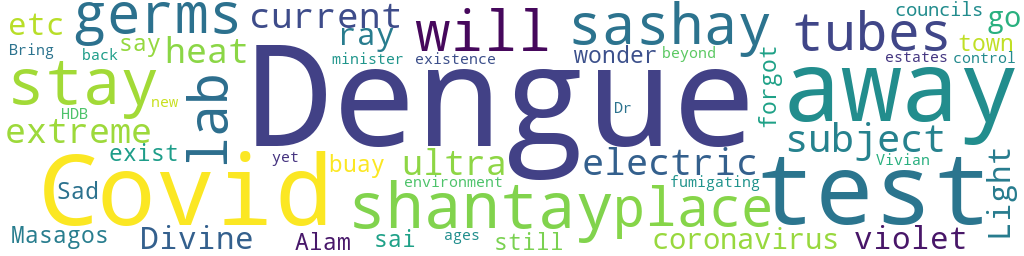 etc germs current will sashay tubes councils go
Bring back say heat ray minister existence wonder beyond forgot estates town control
stay new lab Dengue Dr away
HDB
extreme subject
exist yet buay ultra electric Vivian
Covid Sad environment fumigating test Light
shantay place
Masagos Divine Alam sai ages still coronavirus violet